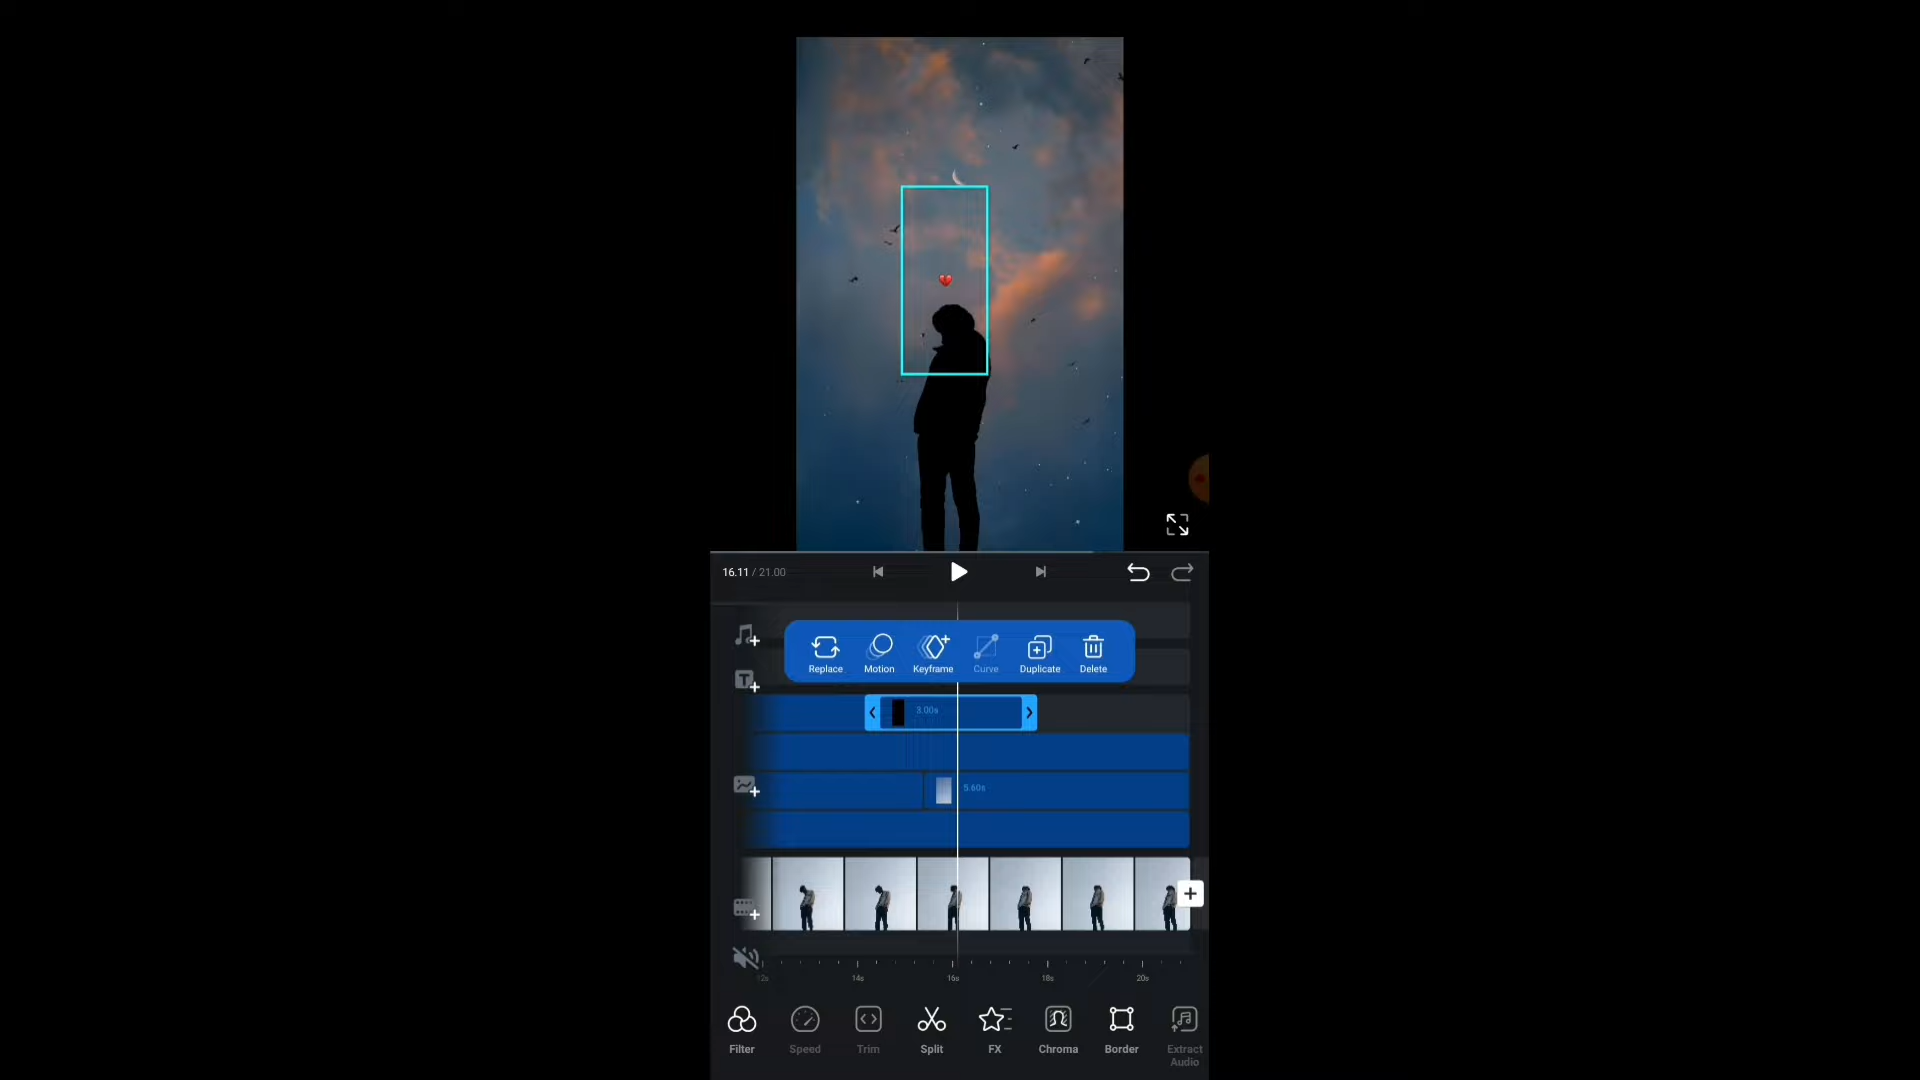 16.11 / 21.00
Replace Motion Keyframe Curve Duplicate Delete
3.00s
5.60s
12s 14s 16s 18s 20s
Filter Speed Trim Split FX Chroma Border Extract
Audio